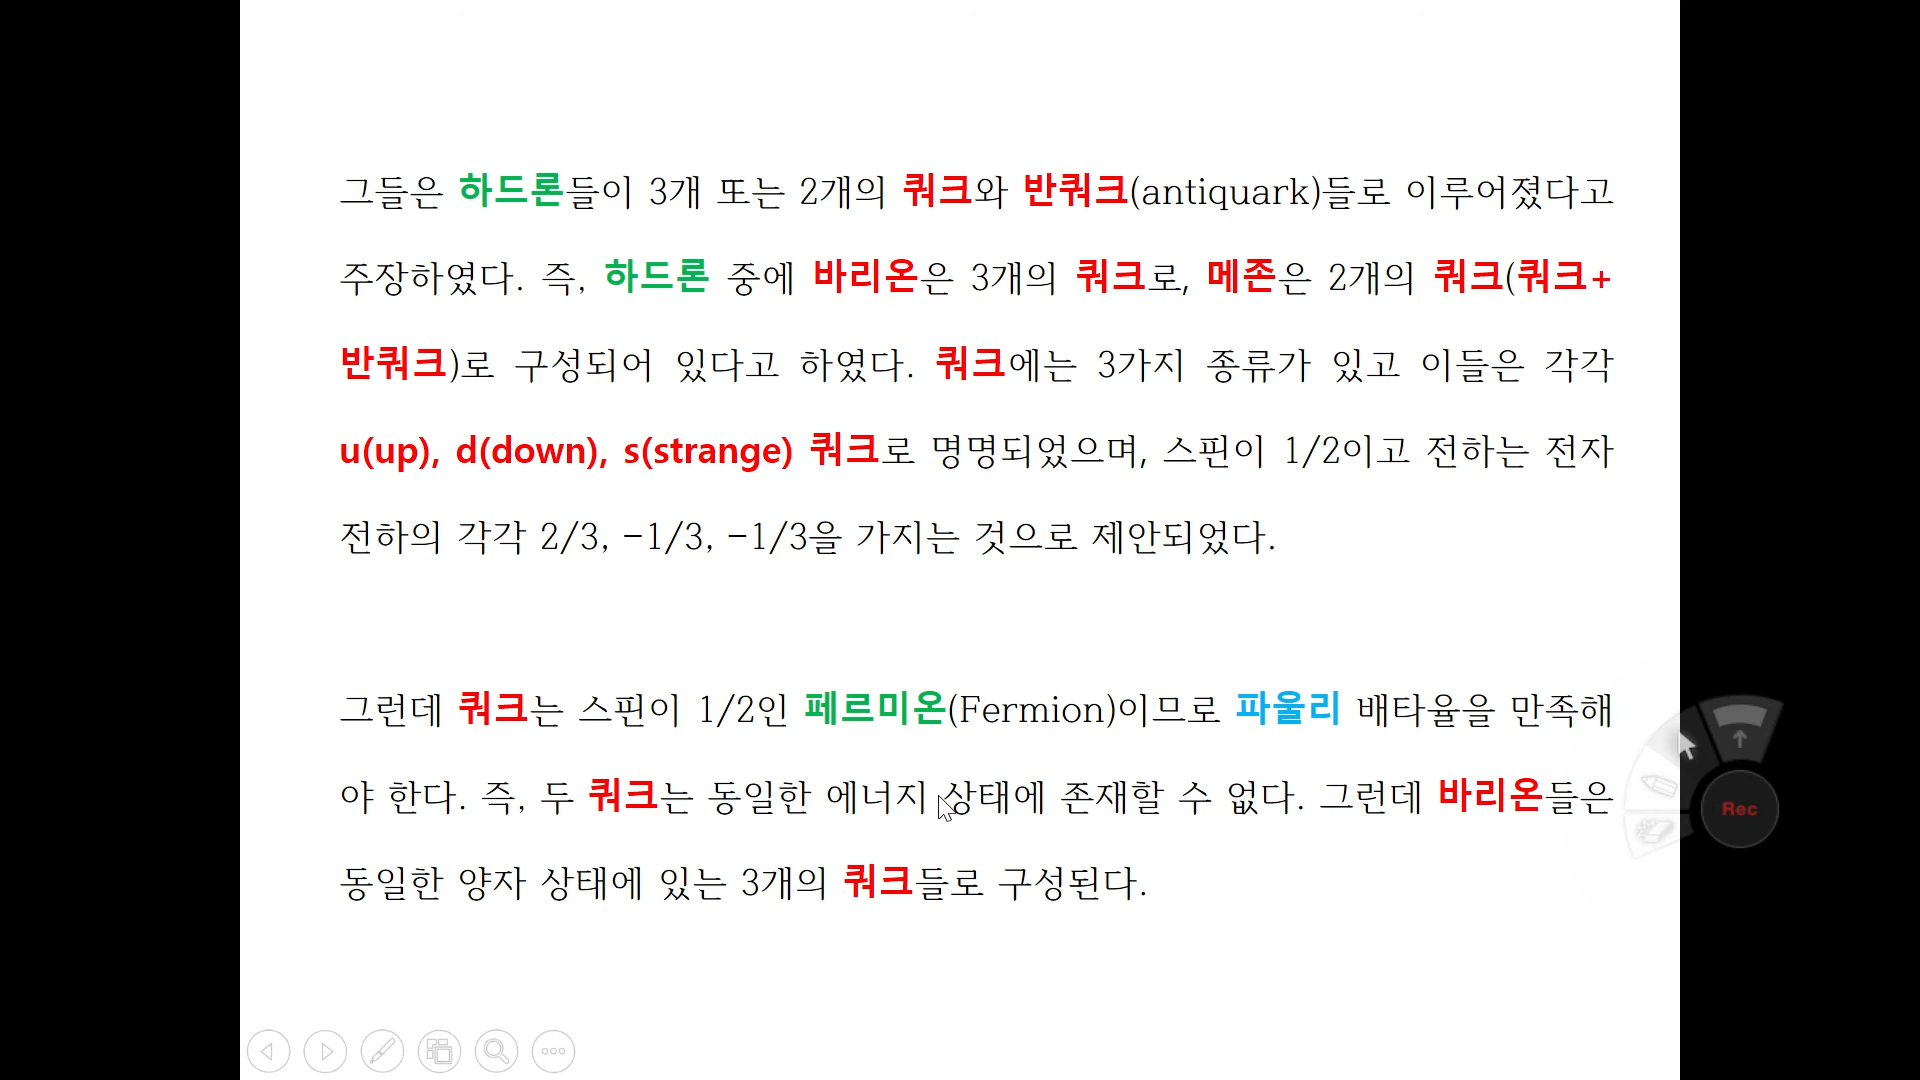 그들은 하드론들이 3개 또는 2개의 쿼크와 반쿼크(antiquark)들로 이루어졌다고
주장하였다. 즉, 하드론 중에 바리온은 3개의 쿼크로, 메존은 2개의 쿼크(쿼크+
반쿼크)로 구성되어 있다고 하였다. 쿼크에는 3가지 종류가 있고 이들은 각각
u(up), d(down), s(strange) 쿼크로 명명되었으며, 스핀이 1/2이고 전하는 전자
전하의 각각 2/3, -1/3, -1/3을 가지는 것으로 제안되었다.
그런데 쿼크는 스핀이 1/2인 페르미온(Fermion)이므로 파울리 배타율을 만족해
야 한다. 즉, 두 쿼크는 동일한 에너지 상태에 존재할 수 없다. 그런데 바리온들은
동일한 양자 상태에 있는 3개의 쿼크들로 구성된다.
Rec